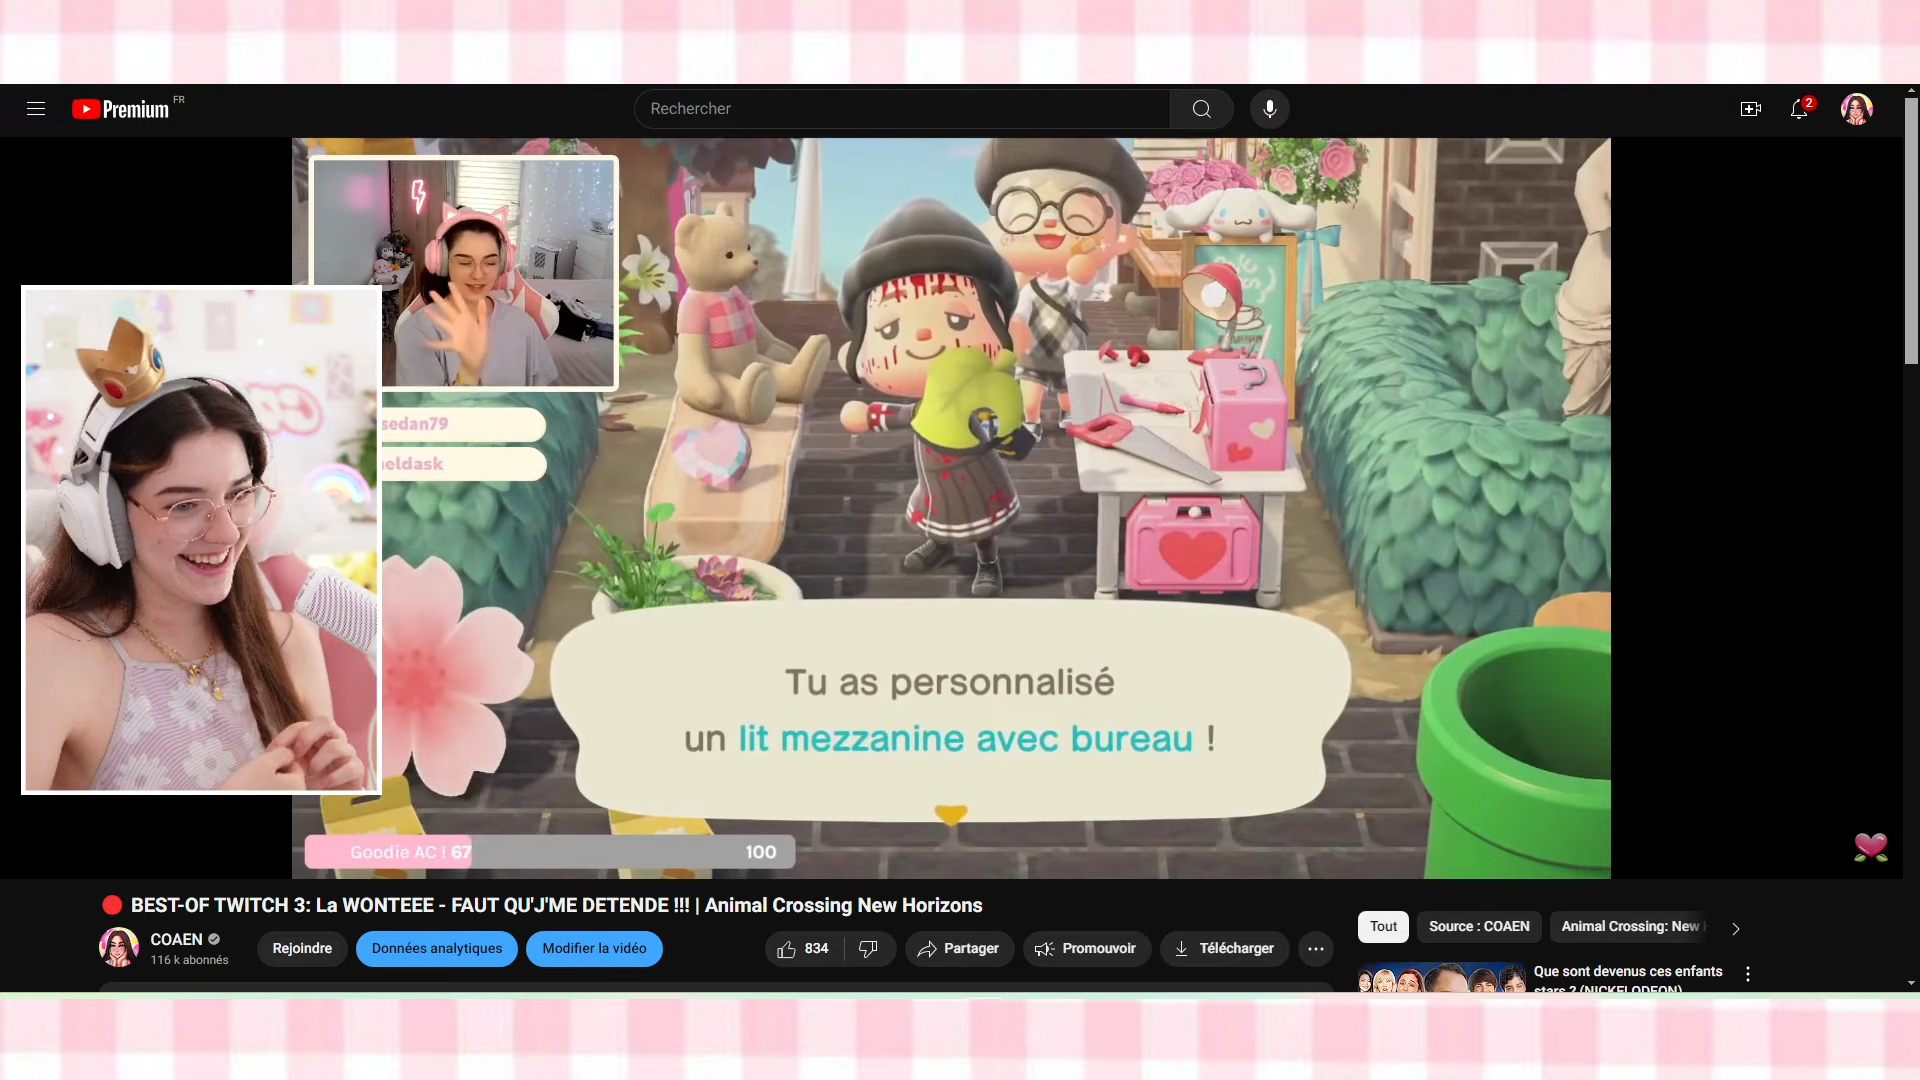 Premium FR
Rechercher
2
sedan79
eldask
Tu as personnalisé
un lit mezzanine avec bureau !
Goodie AC ! 67
100
BEST-OF TWITCH 3: La WONTEEE - FAUT QU'J'ME DETENDE !!! | Animal Crossing New Horizons
COAEN
116 k abonnés
Rejoindre
Données analytiques
Modifier la vidéo
834
Partager
Promouvoir
Télécharger
Tout
Source : COAEN
Animal Crossing: New
Que sont devenus ces enfants
stars ? (NICKELODEON)